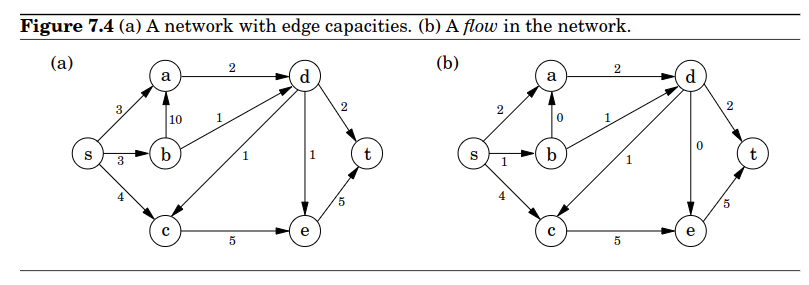 Figure 7.4 (a) A network with edge capacities. (b) A flow in the network.
(a)
a
2
d
3
10
1
2
s
3
b
1
1
t
4
5
c
5
e
(b)
a
2
d
2
0
1
2
s
1
b
1
0
t
4
5
c
5
e